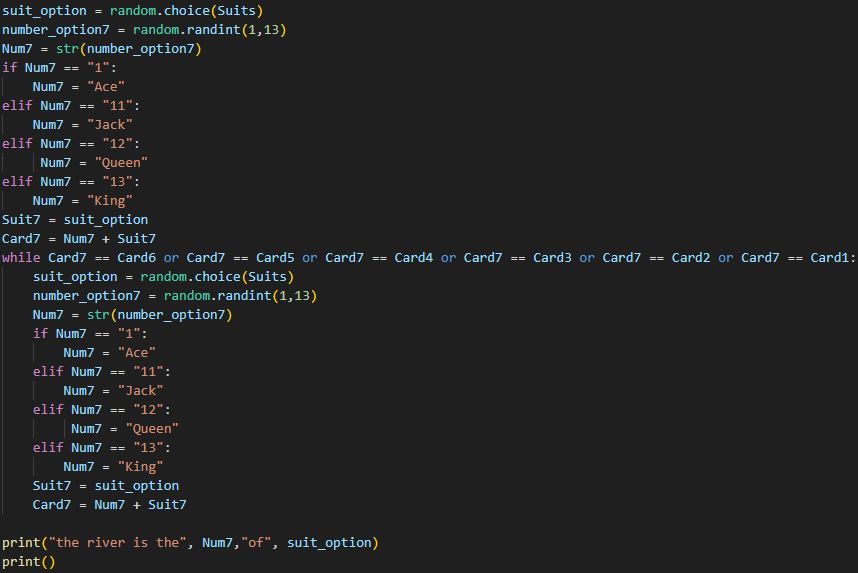 suit_option = random.choice(Suits)
number_option7 = random.randint(1,13)
Num7 = str(number_option7)
if Num7 == "1":
    Num7 = "Ace"
elif Num7 == "11":
    Num7 = "Jack"
elif Num7 == "12":
     Num7 = "Queen"
elif Num7 == "13":
    Num7 = "King"
Suit7 = suit_option
Card7 = Num7 + Suit7
while Card7 == Card6 or Card7 == Card5 or Card7 == Card4 or Card7 == Card3 or Card7 == Card2 or Card7 == Card1:
    suit_option = random.choice(Suits)
    number_option7 = random.randint(1,13)
    Num7 = str(number_option7)
    if Num7 == "1":
        Num7 = "Ace"
    elif Num7 == "11":
        Num7 = "Jack"
    elif Num7 == "12":
         Num7 = "Queen"
    elif Num7 == "13":
        Num7 = "King"
    Suit7 = suit_option
    Card7 = Num7 + Suit7

print("the river is the", Num7,"of", suit_option)
print()